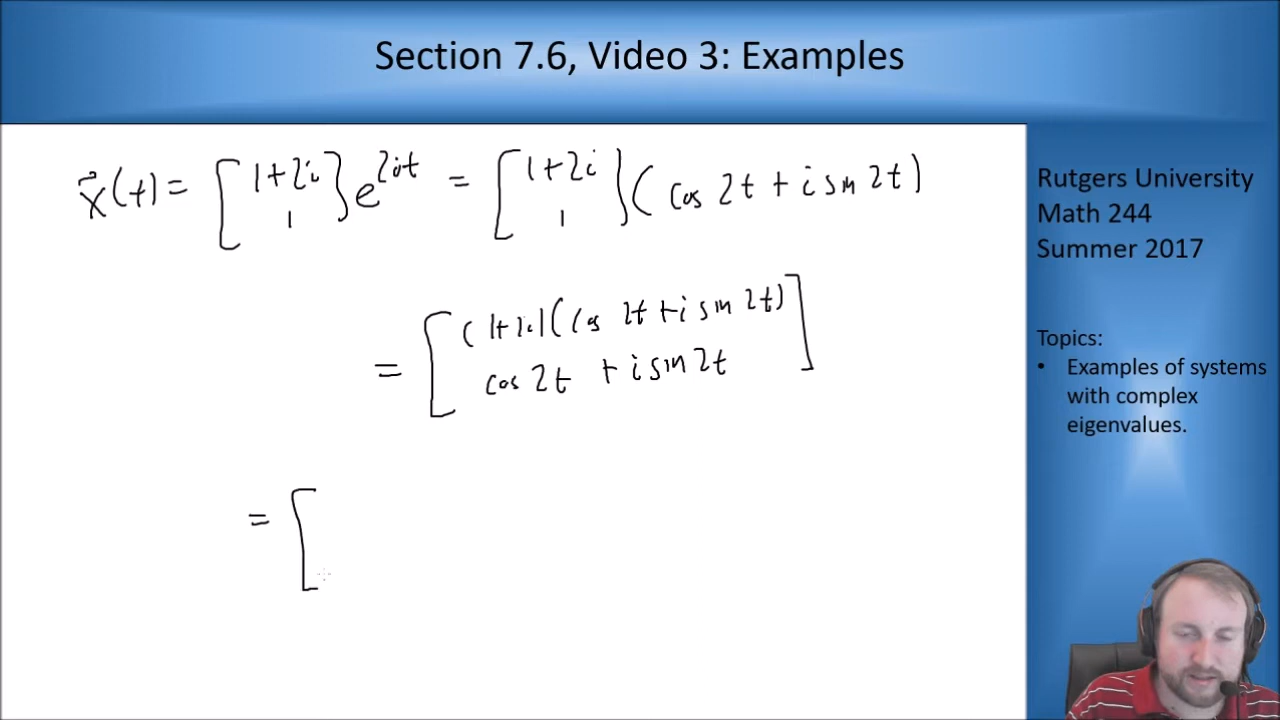 Section 7.6, Video 3: Examples
x⃗(t) = [1+2i; 1] e^{2it} = [1+2i; 1] (cos 2t + i sin 2t)
= [(1+2i)(cos 2t + i sin 2t); cos 2t + i sin 2t]
= [
Rutgers University
Math 244
Summer 2017
Topics:
• Examples of systems
with complex
eigenvalues.